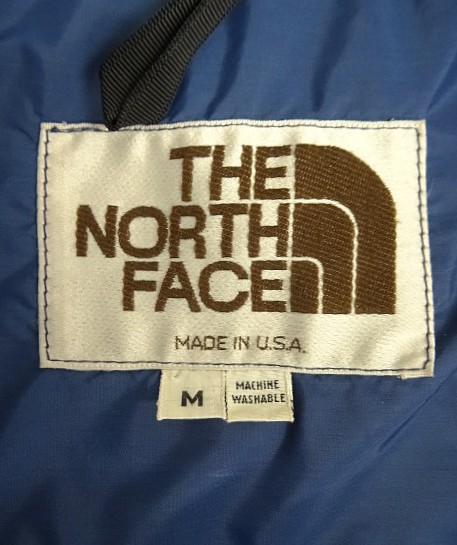 THE
NORTH
FACE
MADE IN U.S.A.
M
MACHINE
WASHABLE